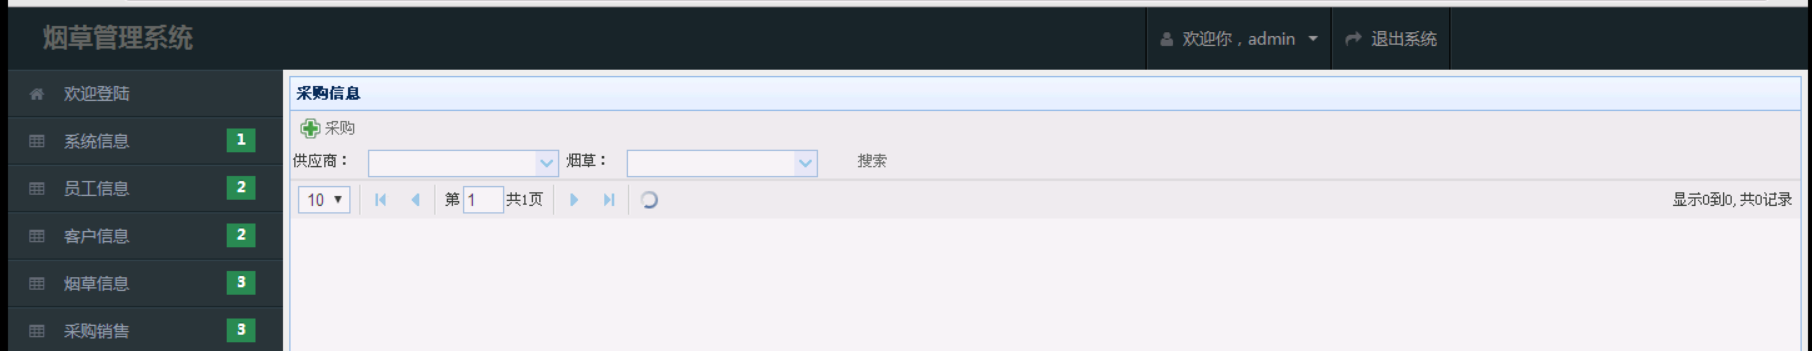 烟草管理系统
欢迎你，admin
退出系统
欢迎登陆
系统信息 1
员工信息 2
客户信息 2
烟草信息 3
采购销售 3
采购信息
采购
供应商： 烟草： 搜索
10 第 1 共1页 显示0到0, 共0记录